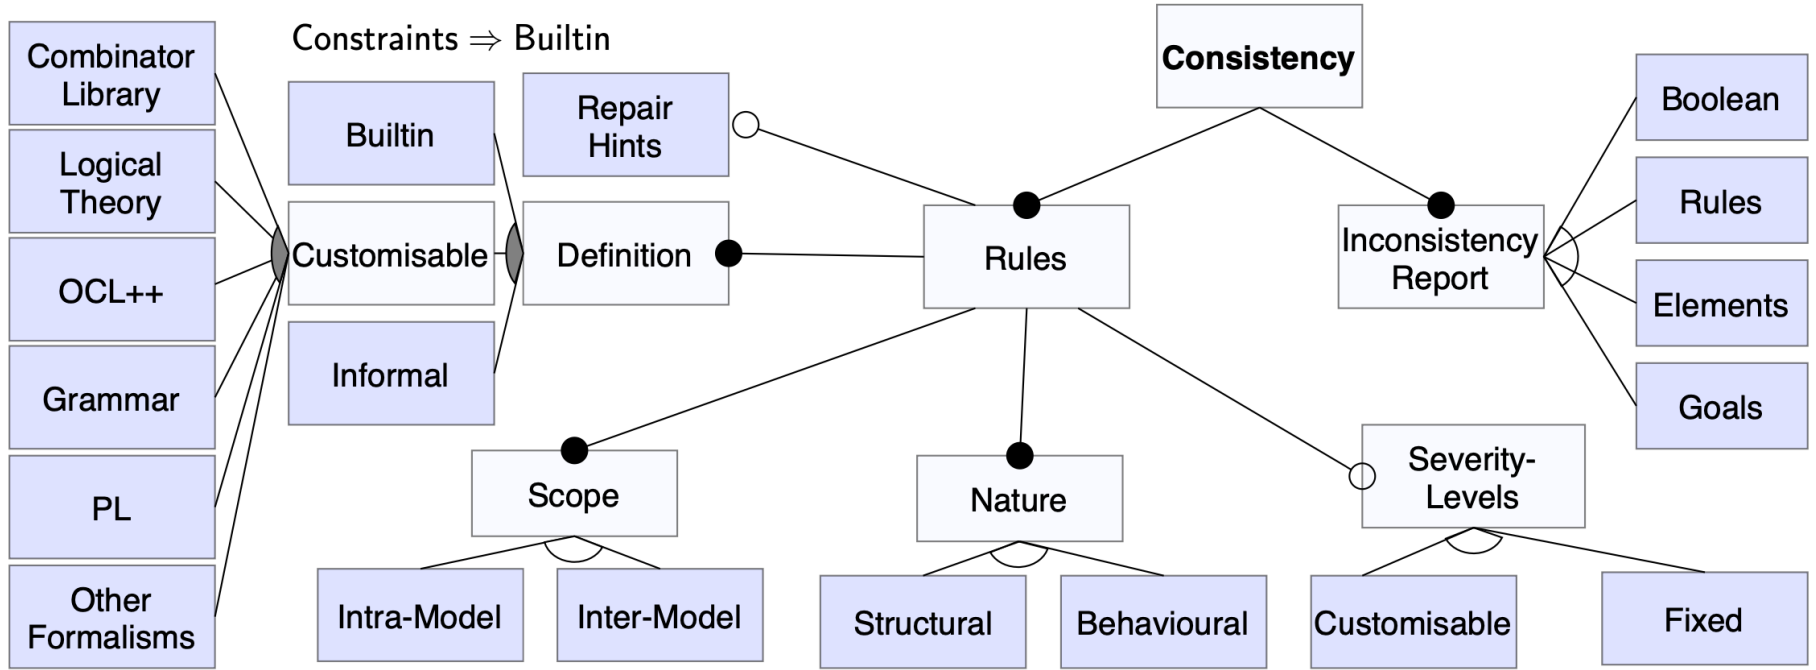 Constraints ⇒ Builtin
Consistency
Combinator
Library
Logical
Theory
OCL++
Grammar
PL
Other
Formalisms
Builtin
Customisable
Informal
Repair
Hints
Definition
Rules
Inconsistency
Report
Boolean
Rules
Elements
Goals
Scope
Nature
Severity-
Levels
Intra-Model
Inter-Model
Structural
Behavioural
Customisable
Fixed